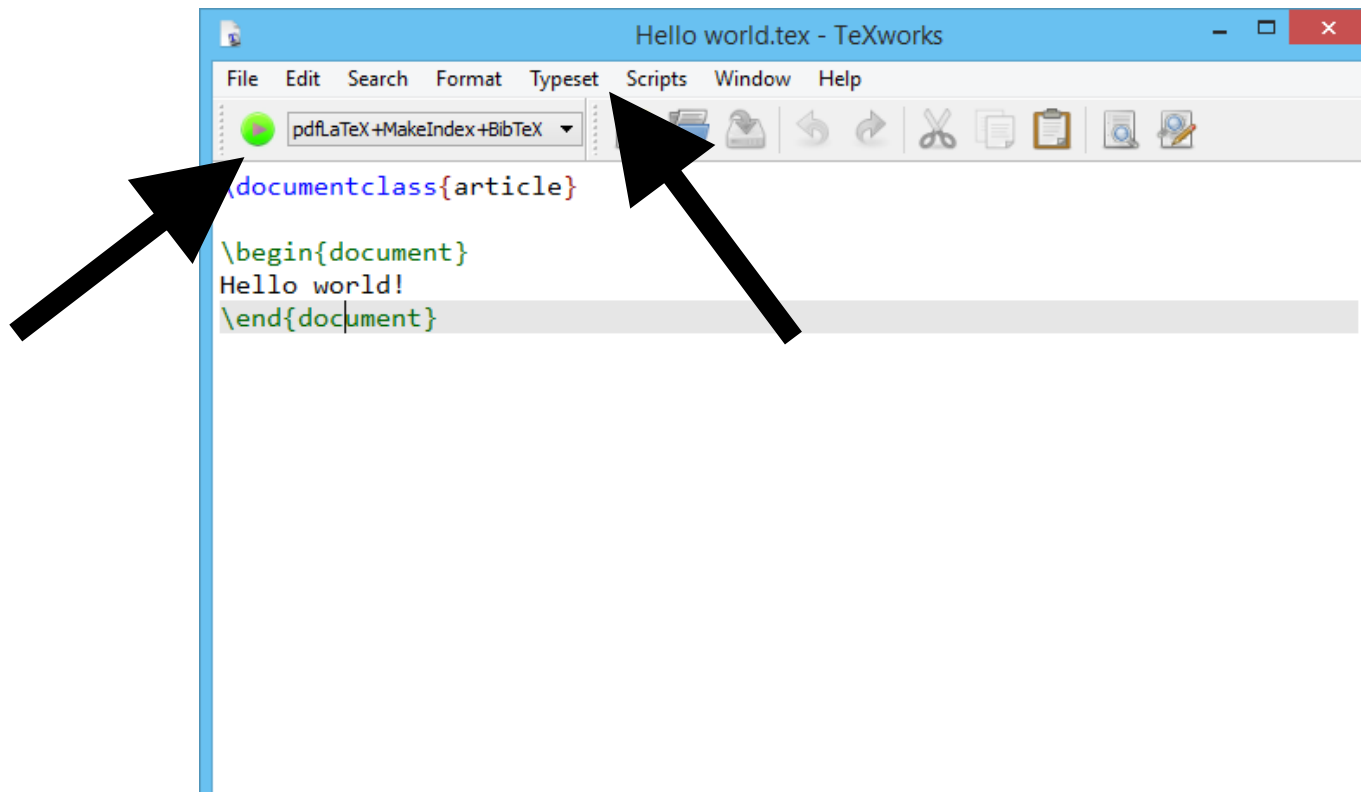 Hello world.tex - TeXworks
File Edit Search Format Typeset Scripts Window Help
pdfLaTeX+MakeIndex+BibTeX
\documentclass{article}
\begin{document}
Hello world!
\end{document}